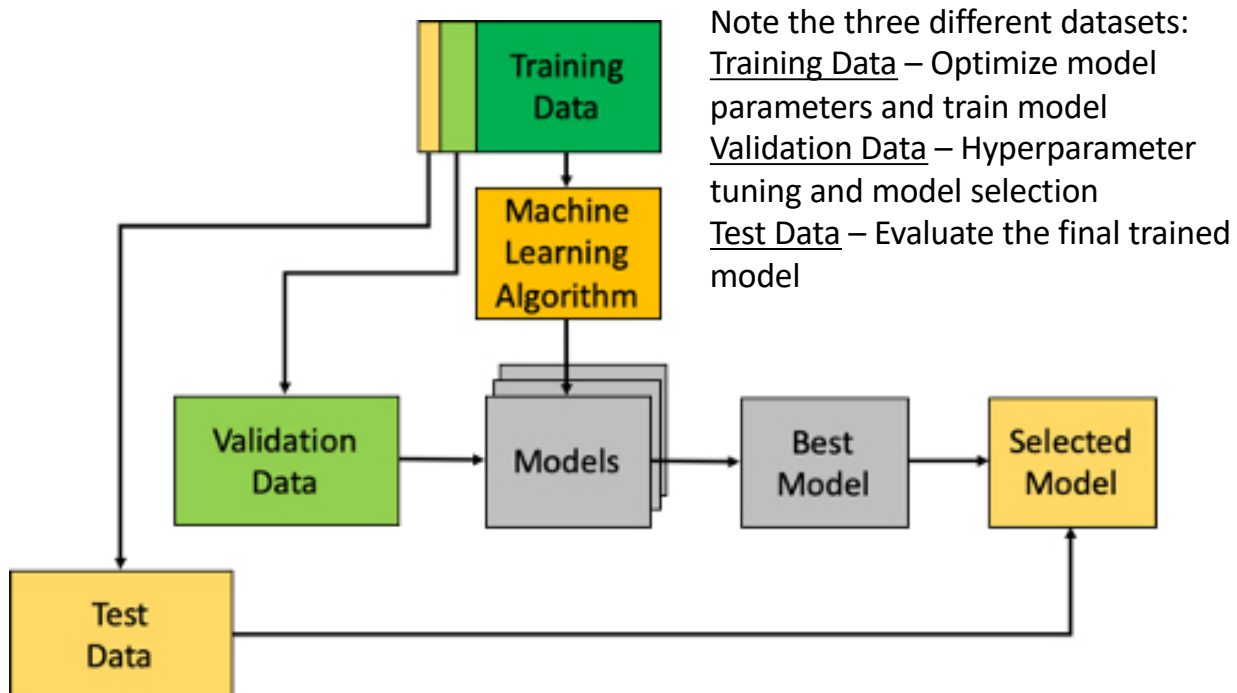 Note the three different datasets:
Training Data – Optimize model
parameters and train model
Validation Data – Hyperparameter
tuning and model selection
Test Data – Evaluate the final trained
model
Training
Data
Machine
Learning
Algorithm
Validation
Data
Models
Best
Model
Selected
Model
Test
Data